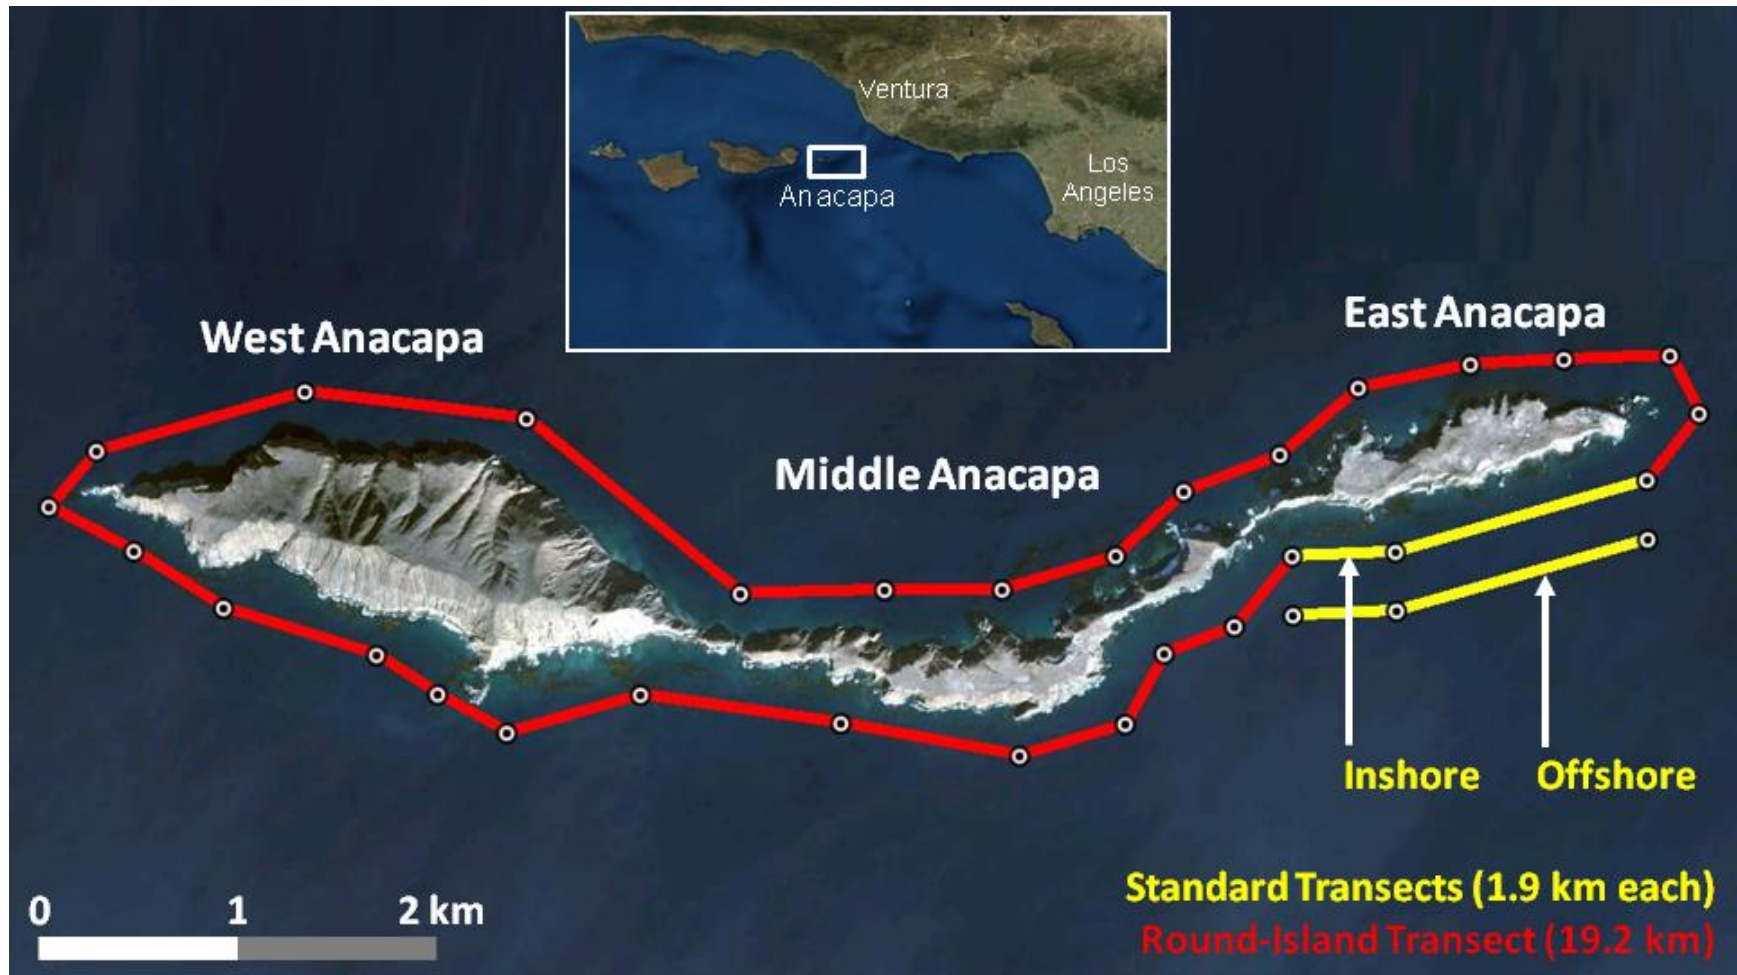 Ventura
Los
Angeles
Anacapa
West Anacapa
East Anacapa
Middle Anacapa
Inshore
Offshore
0
1
2 km
Standard Transects (1.9 km each)
Round-Island Transect (19.2 km)